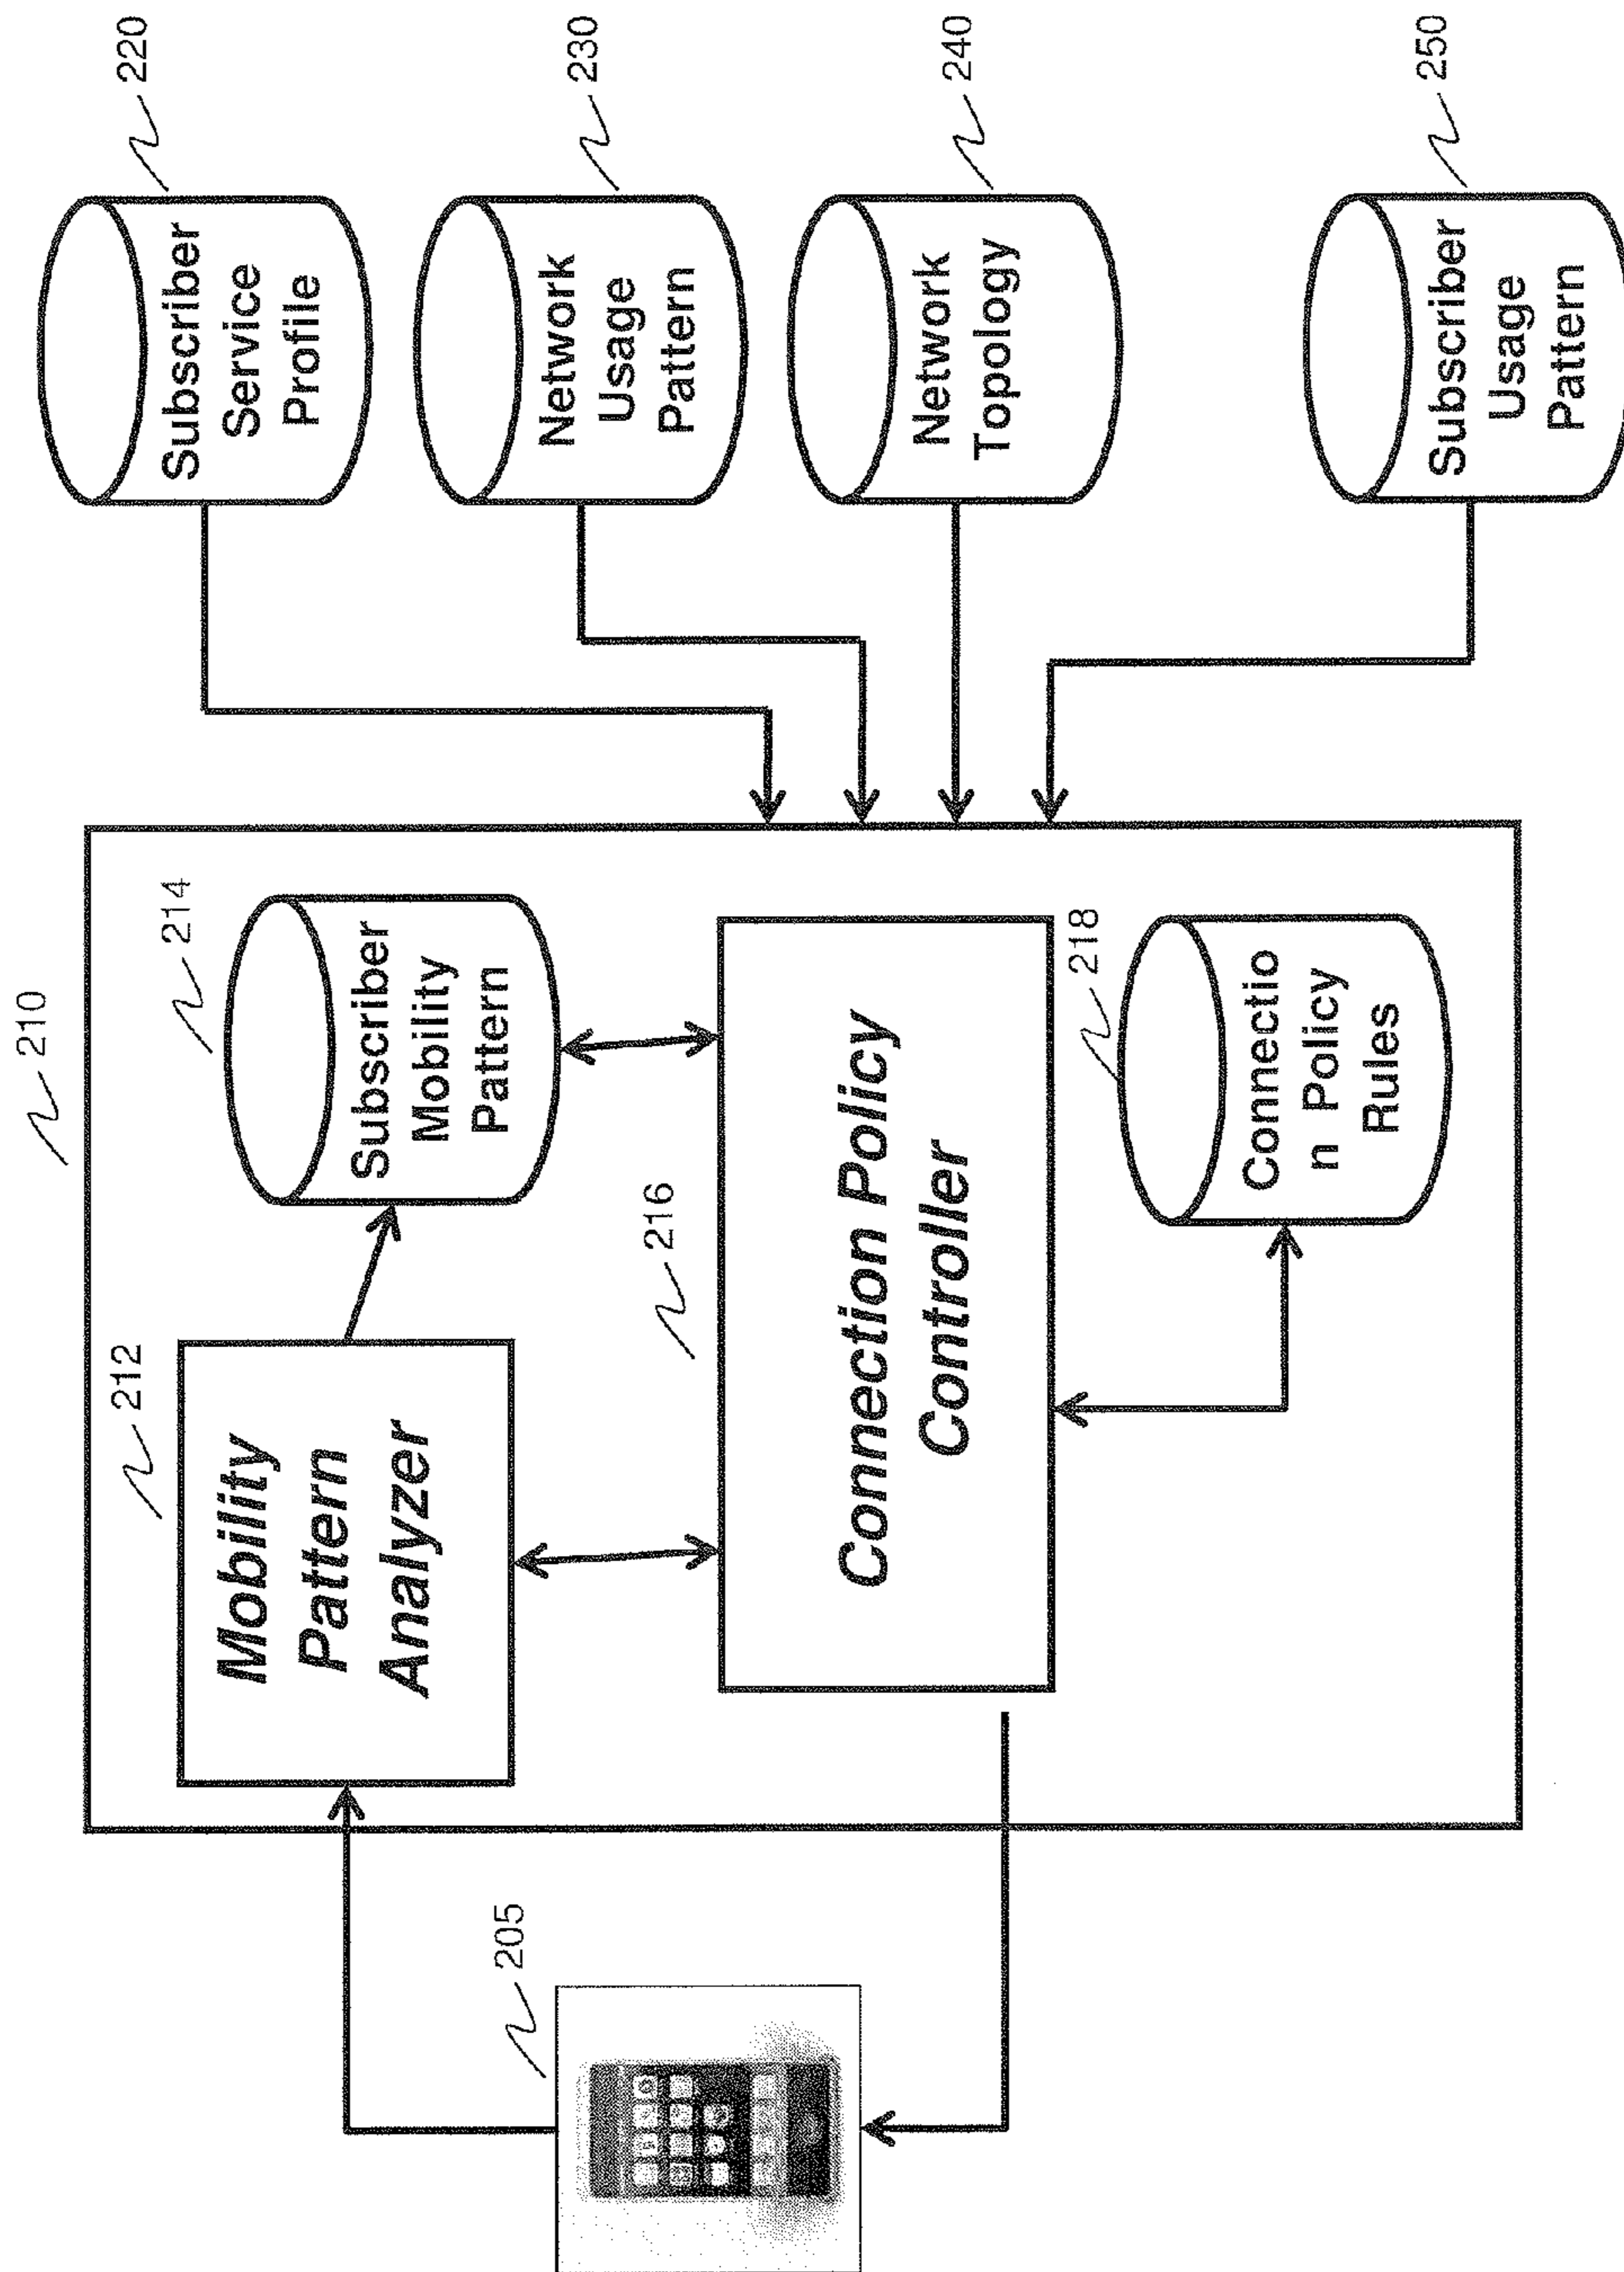 210
212
Mobility
Pattern
Analyzer
214
Subscriber
Mobility
Pattern
216
Connection Policy
Controller
218
Connectio
n Policy
Rules
205
220
Subscriber
Service
Profile
230
Network
Usage
Pattern
240
Network
Topology
250
Subscriber
Usage
Pattern